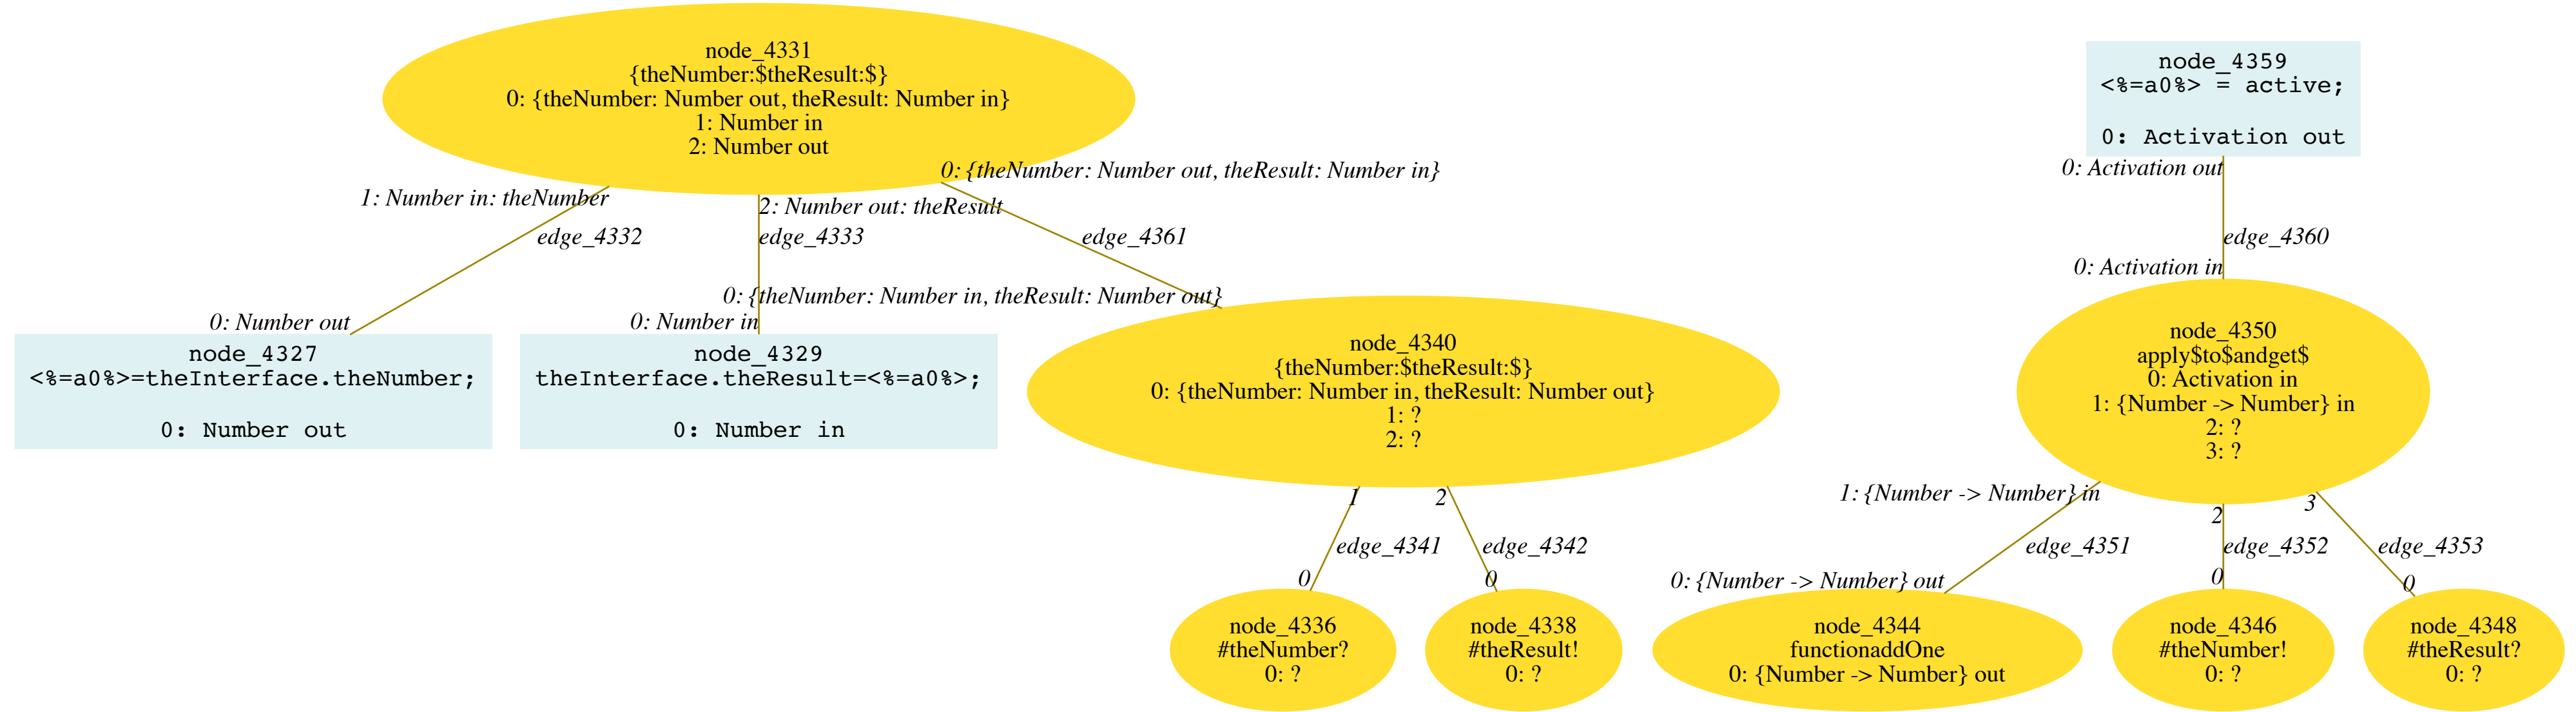 node_4331
{theNumber:$theResult:$}
0: {theNumber: Number out, theResult: Number in}
1: Number in
2: Number out
node_4359
<%=a0%> = active;
0: Activation out
0: {theNumber: Number out, theResult: Number in}
1: Number in: theNumber
2: Number out: theResult
0: Activation out
edge_4332
edge_4333
edge_4361
edge_4360
0: Number out
0: Number in
0: {theNumber: Number in, theResult: Number out}
0: Activation in
node_4327
<%=a0%>=theInterface.theNumber;
0: Number out
node_4329
theInterface.theResult=<%=a0%>;
0: Number in
node_4340
{theNumber:$theResult:$}
0: {theNumber: Number in, theResult: Number out}
1: ?
2: ?
node_4350
apply$to$andget$
0: Activation in
1: {Number -> Number} in
2: ?
3: ?
1
2
1: {Number -> Number} in
2
3
edge_4341
edge_4342
edge_4351
edge_4352
edge_4353
0
0
0: {Number -> Number} out
0
0
node_4336
#theNumber?
0: ?
node_4338
#theResult!
0: ?
node_4344
functionaddOne
0: {Number -> Number} out
node_4346
#theNumber!
0: ?
node_4348
#theResult?
0: ?